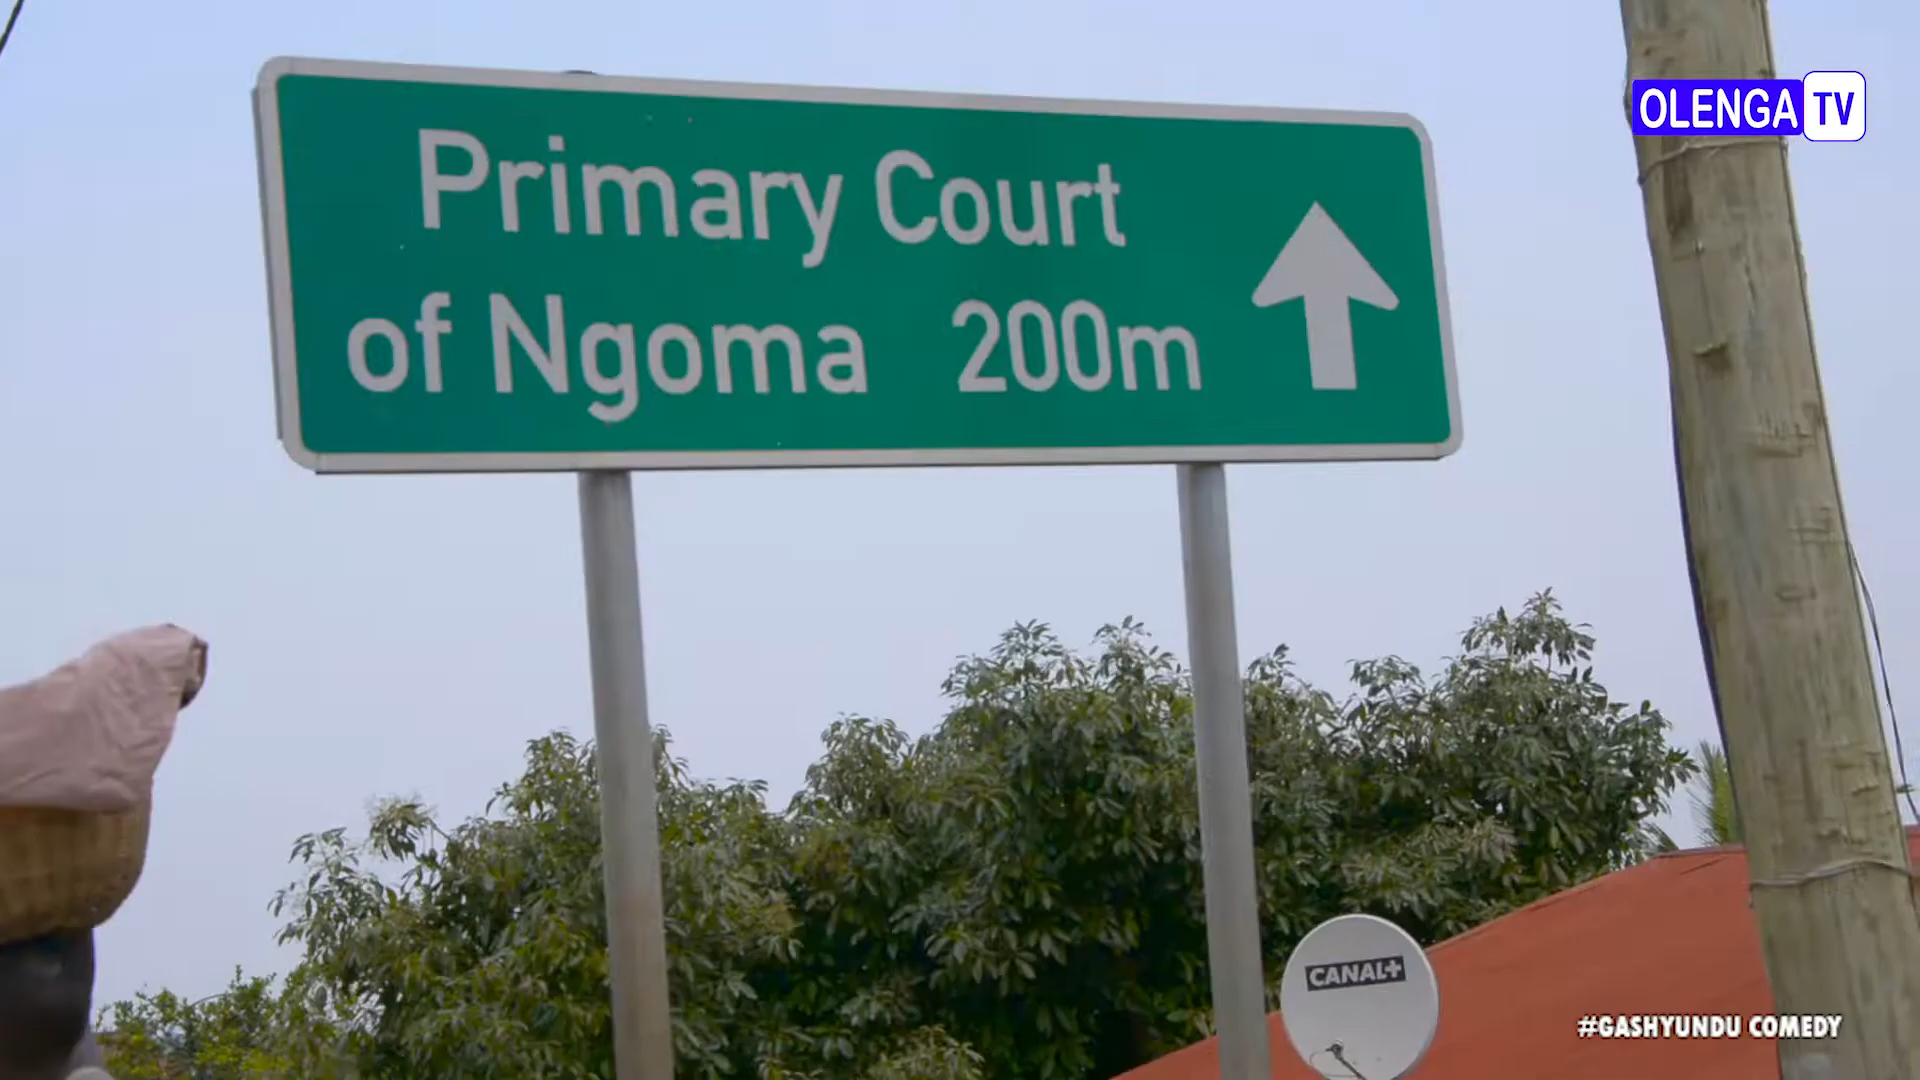 OLENGA TV
Primary Court
of Ngoma 200m
CANAL+
#GASHYUNDU COMEDY